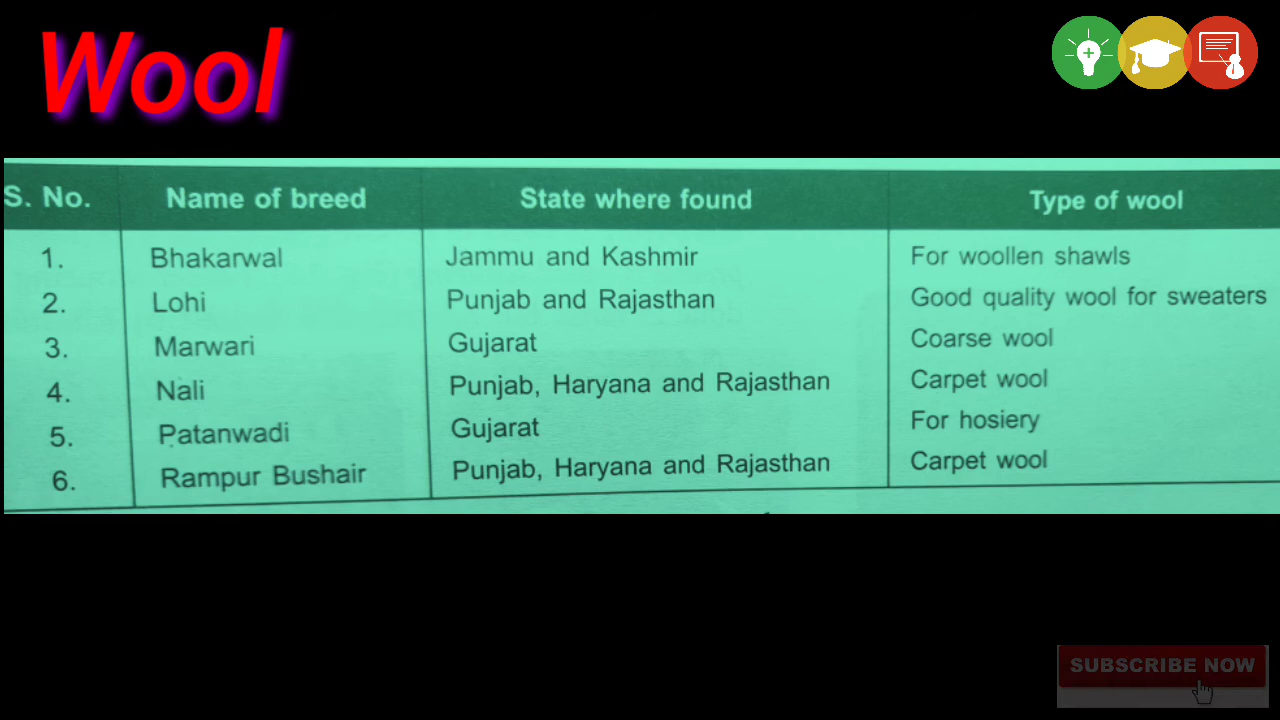 Wool
S. No. Name of breed State where found Type of wool
1. Bhakarwal Jammu and Kashmir For woollen shawls
2. Lohi Punjab and Rajasthan Good quality wool for sweaters
3. Marwari Gujarat Coarse wool
4. Nali Punjab, Haryana and Rajasthan Carpet wool
5. Patanwadi Gujarat For hosiery
6. Rampur Bushair Punjab, Haryana and Rajasthan Carpet wool
SUBSCRIBE NOW